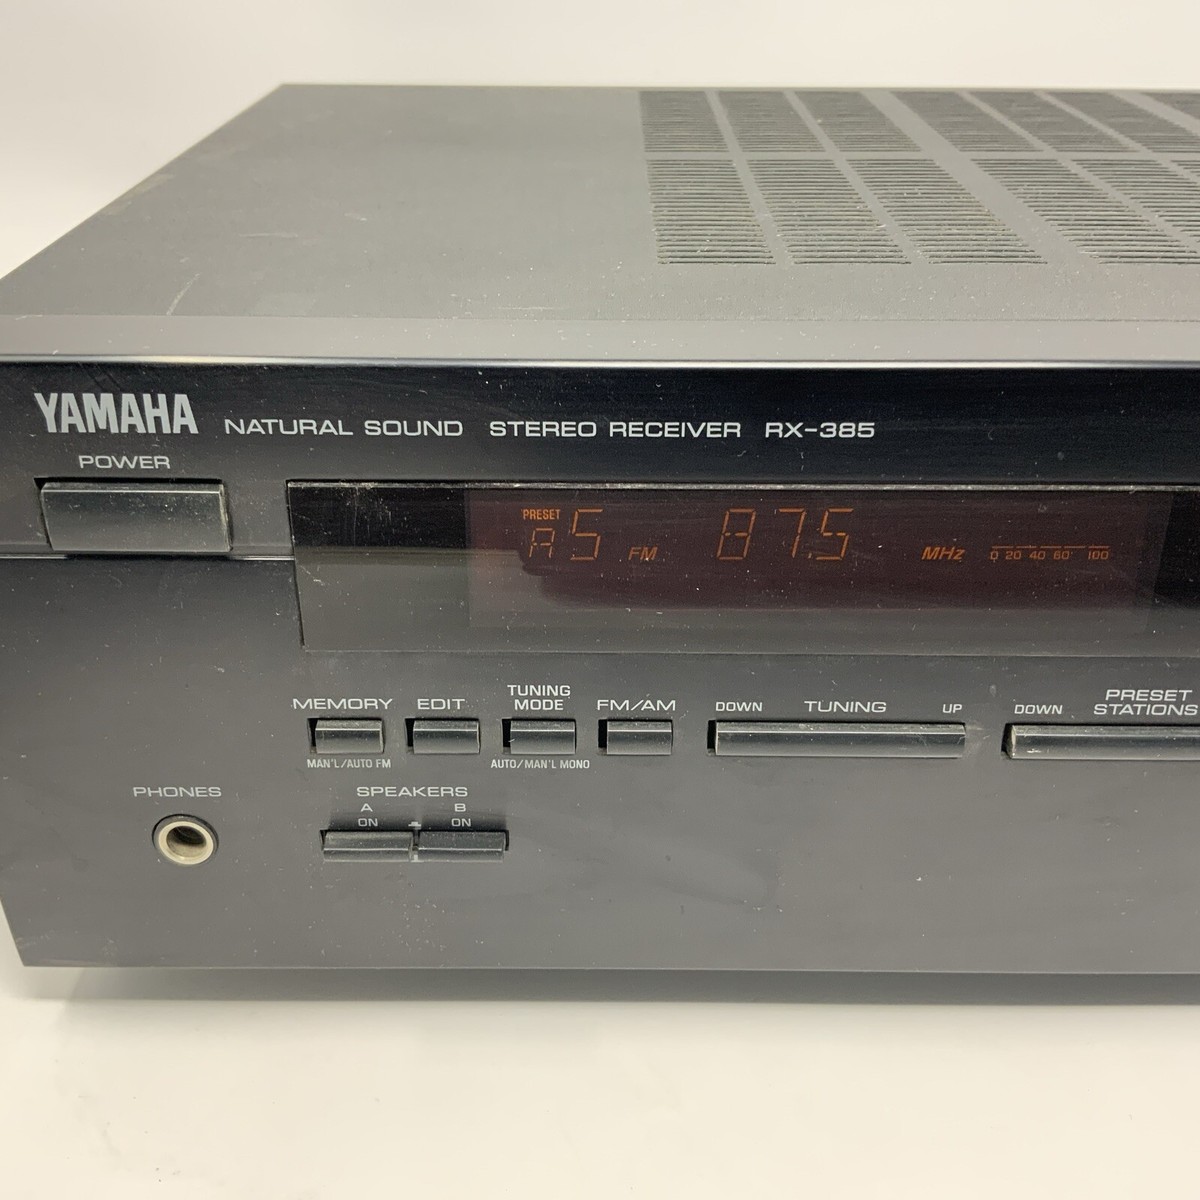 YAMAHA NATURAL SOUND STEREO RECEIVER RX-385
POWER
PRESET
A 5 FM 87.5 MHz 0 20 40 60 100
MEMORY EDIT TUNING MODE FM/AM DOWN TUNING UP DOWN PRESET STATIONS
MAN'L/AUTO FM AUTO/MAN'L MONO
PHONES SPEAKERS
A B
ON ON